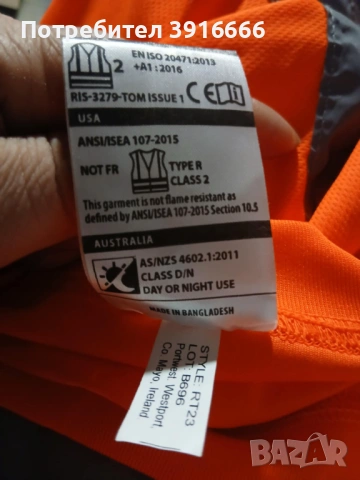 Потребител 3916666
2
EN ISO 20471:2013
+A1:2016
RIS-3279-TOM ISSUE 1
CE
USA
ANSI/ISEA 107-2015
NOT FR
TYPE R
CLASS 2
This garment is not flame resistant as
defined by ANSI/ISEA 107-2015 Section 10.5
AUSTRALIA
AS/NZS 4602.1:2011
CLASS D/N
DAY OR NIGHT USE
MADE IN BANGLADESH
STYLE: RT23
LOT: B696
Portwest, Westport,
Co. Mayo, Ireland
BAZAR